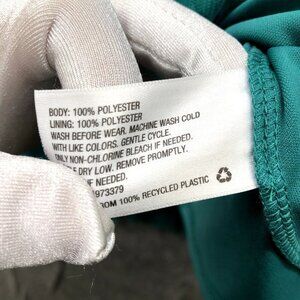 BODY: 100% POLYESTER
LINING: 100% POLYESTER
WASH BEFORE WEAR. MACHINE WASH COLD
WITH LIKE COLORS. GENTLE CYCLE.
ONLY NON-CHLORINE BLEACH IF NEEDED.
DRY LOW. REMOVE PROMPTLY.
IF NEEDED.
973379
100% RECYCLED PLASTIC